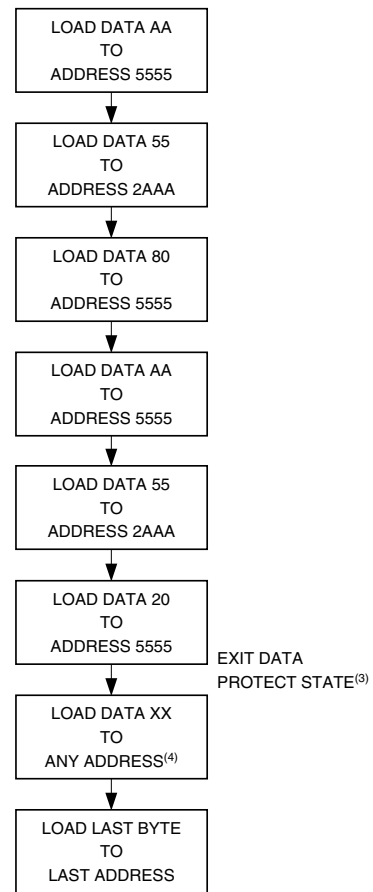 LOAD DATA AA
TO
ADDRESS 5555
LOAD DATA 55
TO
ADDRESS 2AAA
LOAD DATA 80
TO
ADDRESS 5555
LOAD DATA AA
TO
ADDRESS 5555
LOAD DATA 55
TO
ADDRESS 2AAA
LOAD DATA 20
TO
ADDRESS 5555
EXIT DATA
PROTECT STATE(3)
LOAD DATA XX
TO
ANY ADDRESS(4)
LOAD LAST BYTE
TO
LAST ADDRESS